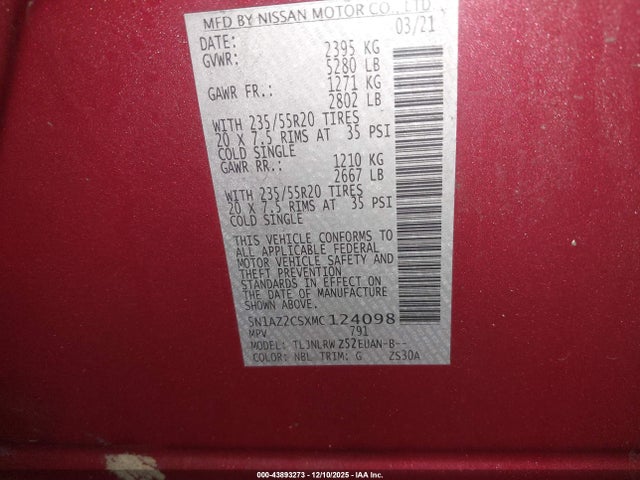 MFD BY NISSAN MOTOR CO., LTD
DATE: 03/21
GVWR: 2395 KG
5280 LB
GAWR FR.: 1271 KG
2802 LB
WITH 235/55R20 TIRES
20 X 7.5 RIMS AT 35 PSI
COLD SINGLE
GAWR RR.: 1210 KG
2667 LB
WITH 235/55R20 TIRES
20 X 7.5 RIMS AT 35 PSI
COLD SINGLE
THIS VEHICLE CONFORMS TO
ALL APPLICABLE FEDERAL
MOTOR VEHICLE SAFETY AND
THEFT PREVENTION
STANDARDS IN EFFECT ON
THE DATE OF MANUFACTURE
SHOWN ABOVE.
5N1AZ2CSXMC124098
MPV 791
MODEL: TLJNLRWZ52EUAN-B--
COLOR: NBL TRIM: G ZS30A
000-43893273 - 12/10/2025 - IAA Inc.